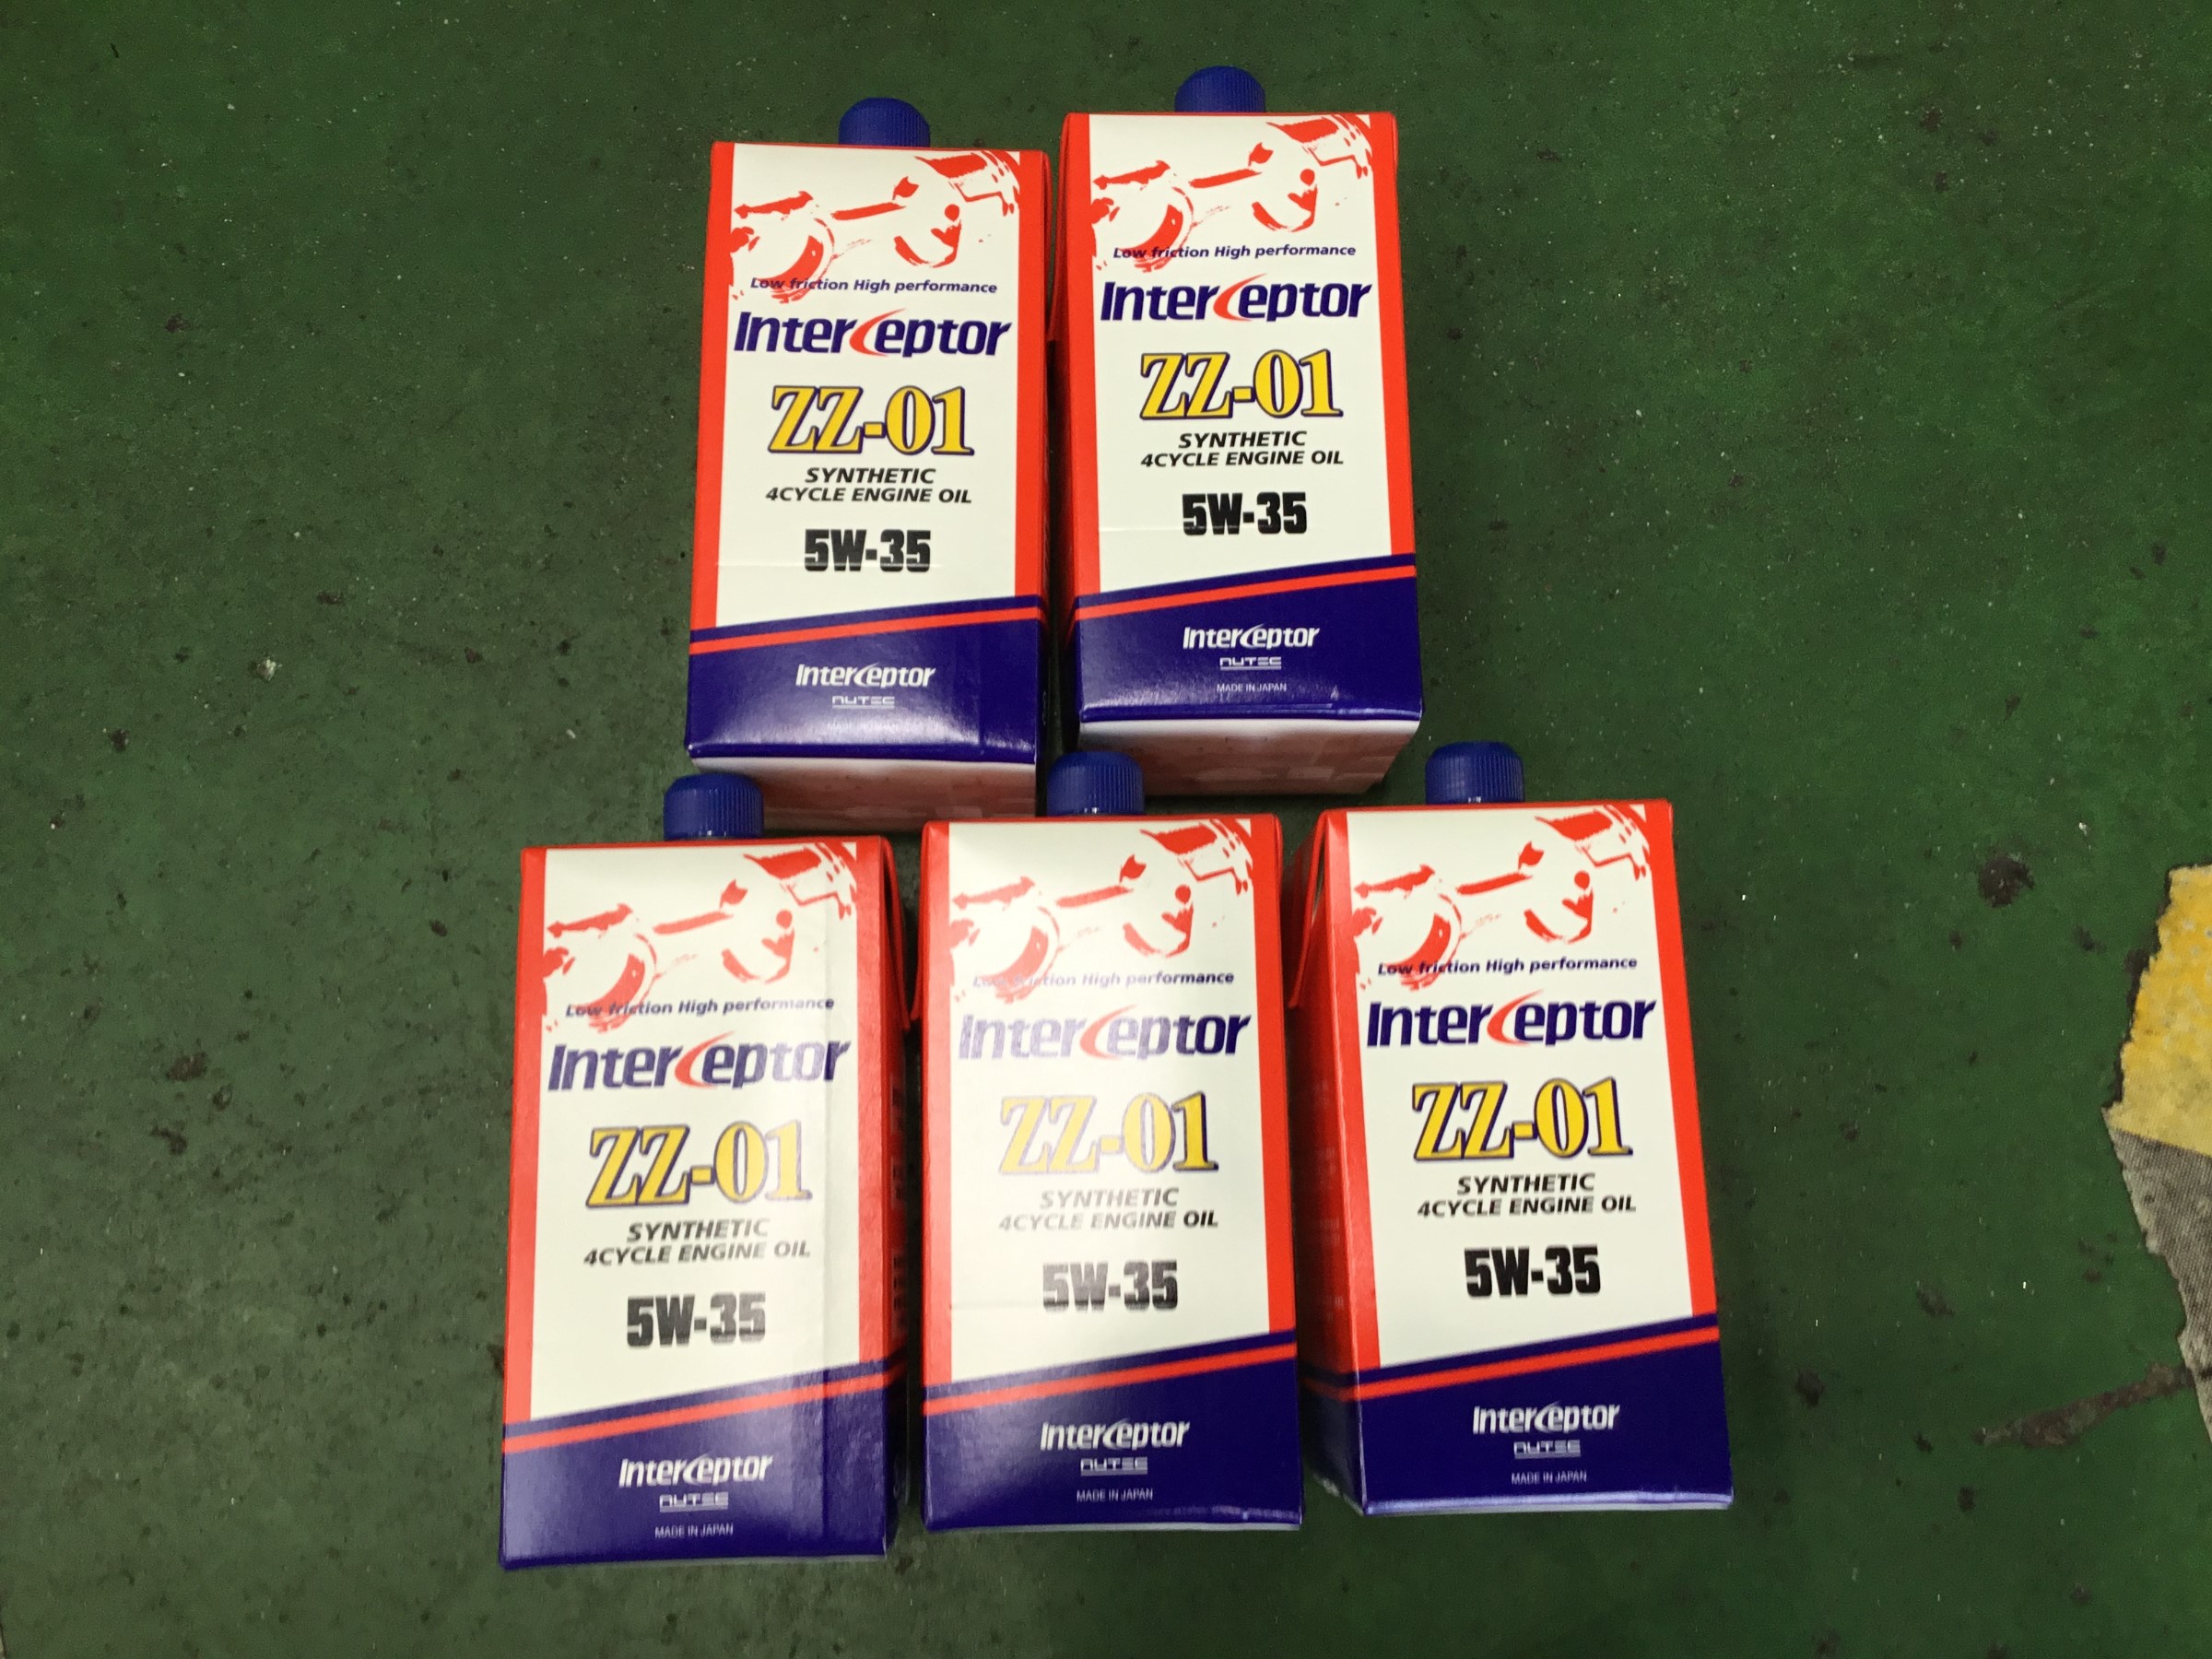 Low friction High performance
Interceptor
ZZ-01
SYNTHETIC
4CYCLE ENGINE OIL
5W-35
Interceptor
NUTEC
Low friction High performance
Interceptor
ZZ-01
SYNTHETIC
4CYCLE ENGINE OIL
5W-35
Interceptor
NUTEC
MADE IN JAPAN
Low friction High performance
Interceptor
ZZ-01
SYNTHETIC
4CYCLE ENGINE OIL
5W-35
Interceptor
NUTEC
MADE IN JAPAN
Low friction High performance
Interceptor
ZZ-01
SYNTHETIC
4CYCLE ENGINE OIL
5W-35
Interceptor
NUTEC
MADE IN JAPAN
Low friction High performance
Interceptor
ZZ-01
SYNTHETIC
4CYCLE ENGINE OIL
5W-35
Interceptor
NUTEC
MADE IN JAPAN